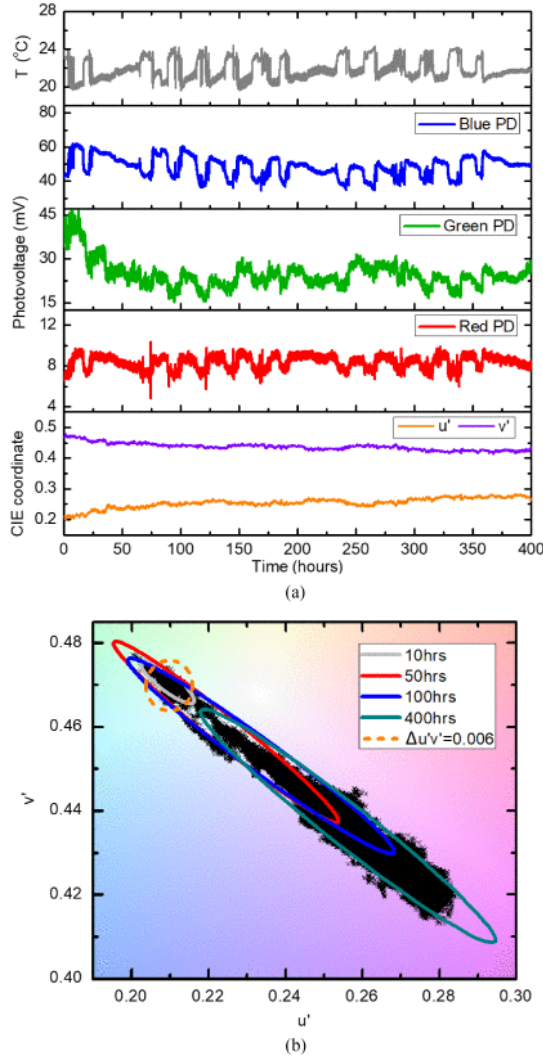 T (°C)
28
24
20
Blue PD
80
60
40
Photovoltage (mV)
Green PD
45
30
15
Red PD
12
8
4
CIE coordinate
u' v'
0.5
0.4
0.3
0.2
0 50 100 150 200 250 300 350 400
Time (hours)
(a)
v'
0.48
0.46
0.44
0.42
0.40
10hrs
50hrs
100hrs
400hrs
Δu'v'=0.006
0.20 0.22 0.24 0.26 0.28 0.30
u'
(b)